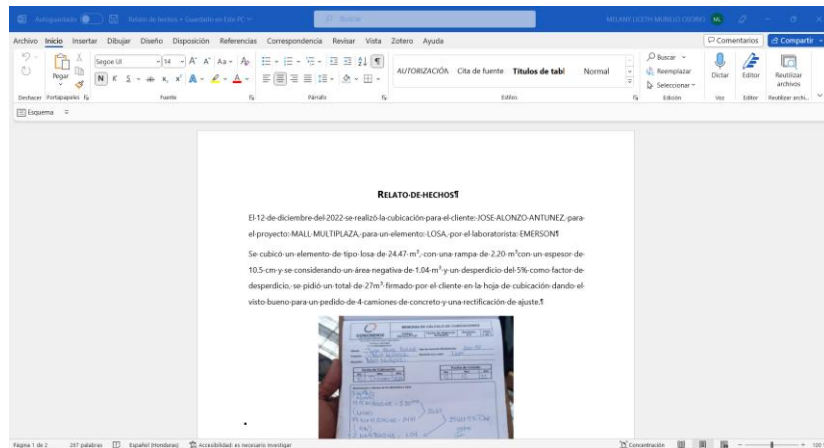 Autoguardado
Relato de hechos • Guardado en Este PC
Buscar
MELANY LICETH MURILLO OSORIO
ML
Archivo Inicio Insertar Dibujar Diseño Disposición Referencias Correspondencia Revisar Vista Zotero Ayuda
Comentarios
Compartir
Pegar
Segoe UI
14
N K S
AUTORIZACIÓN Cita de fuente Títulos de tabl Normal
Buscar
Reemplazar
Seleccionar
Dictar
Editor
Reutilizar archivos
Deshacer Portapapeles Fuente Párrafo Estilos Edición Voz Editor Reutilizar archi...
Esquema
RELATO·DE·HECHOS¶
El·12·de·diciembre·del·2022·se·realizó·la·cubicación·para·el·cliente:·JOSE·ALONZO·ANTUNEZ,·para·
el·proyecto:·MALL·MULTIPLAZA,·para·un·elemento:·LOSA,·por·el·laboratorista:·EMERSON¶
Se·cubicó·un·elemento·de·tipo·losa·de·24.47·m³,·con·una·rampa·de·2.20·m³con·un·espesor·de·
10.5·cm·y·se·considerando·un·área·negativa·de·1.04·m³·y·un·desperdicio·del·5%·como·factor·de·
desperdicio,·se·pidió·un·total·de·27m³·firmado·por·el·cliente·en·la·hoja·de·cubicación·dando·el·
visto·bueno·para·un·pedido·de·4·camiones·de·concreto·y·una·rectificación·de·ajuste.¶
MEMORIA DE CALCULO DE CUBICACIONES
Página 1 de 2 287 palabras Español (Honduras) Accesibilidad: es necesario investigar
Concentración